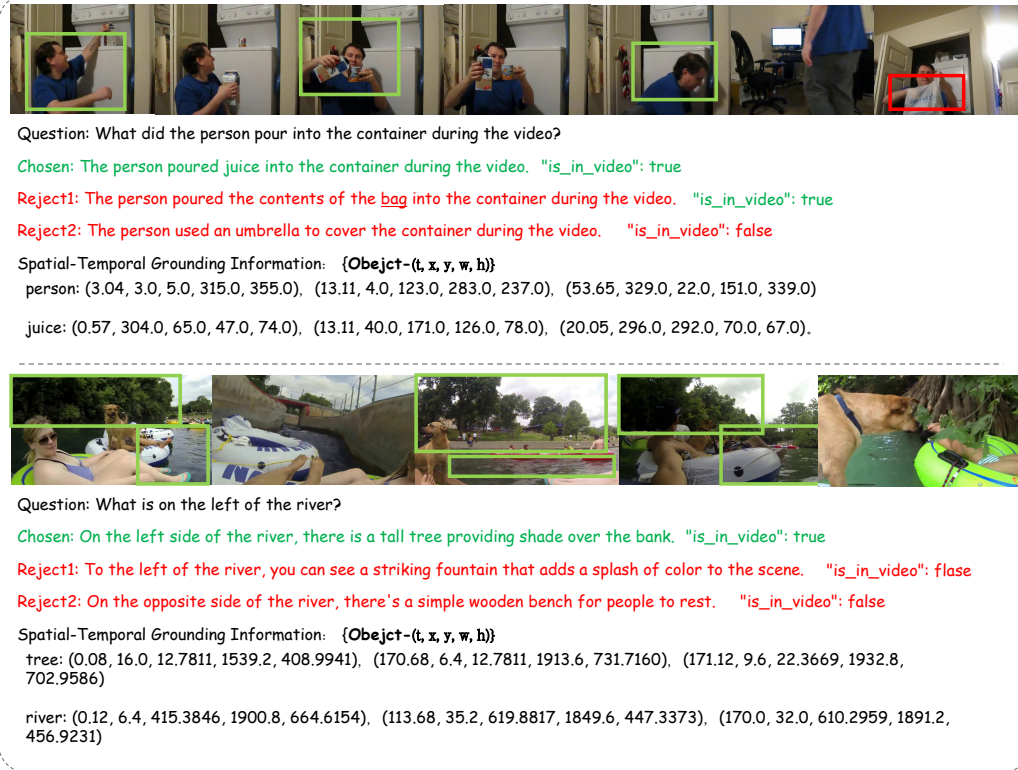 Question: What did the person pour into the container during the video?
Chosen: The person poured juice into the container during the video. "is_in_video": true
Reject1: The person poured the contents of the bag into the container during the video. "is_in_video": true
Reject2: The person used an umbrella to cover the container during the video. "is_in_video": false
Spatial-Temporal Grounding Information: {Obejct-(t, x, y, w, h)}
person: (3.04, 3.0, 5.0, 315.0, 355.0), (13.11, 4.0, 123.0, 283.0, 237.0), (53.65, 329.0, 22.0, 151.0, 339.0)
juice: (0.57, 304.0, 65.0, 47.0, 74.0), (13.11, 40.0, 171.0, 126.0, 78.0), (20.05, 296.0, 292.0, 70.0, 67.0)。
Question: What is on the left of the river?
Chosen: On the left side of the river, there is a tall tree providing shade over the bank. "is_in_video": true
Reject1: To the left of the river, you can see a striking fountain that adds a splash of color to the scene. "is_in_video": flase
Reject2: On the opposite side of the river, there's a simple wooden bench for people to rest. "is_in_video": false
Spatial-Temporal Grounding Information: {Obejct-(t, x, y, w, h)}
tree: (0.08, 16.0, 12.7811, 1539.2, 408.9941), (170.68, 6.4, 12.7811, 1913.6, 731.7160), (171.12, 9.6, 22.3669, 1932.8,
702.9586)
river: (0.12, 6.4, 415.3846, 1900.8, 664.6154), (113.68, 35.2, 619.8817, 1849.6, 447.3373), (170.0, 32.0, 610.2959, 1891.2,
456.9231)